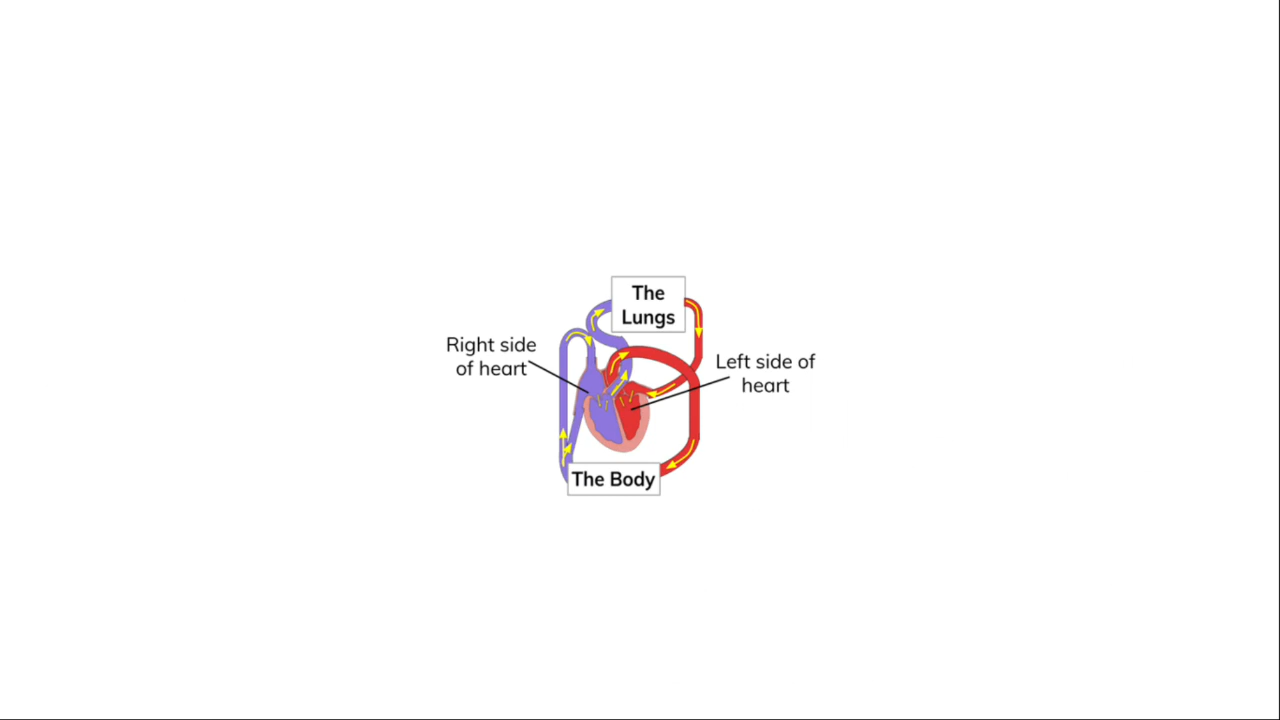 The
Lungs
Right side
of heart
Left side of
heart
The Body